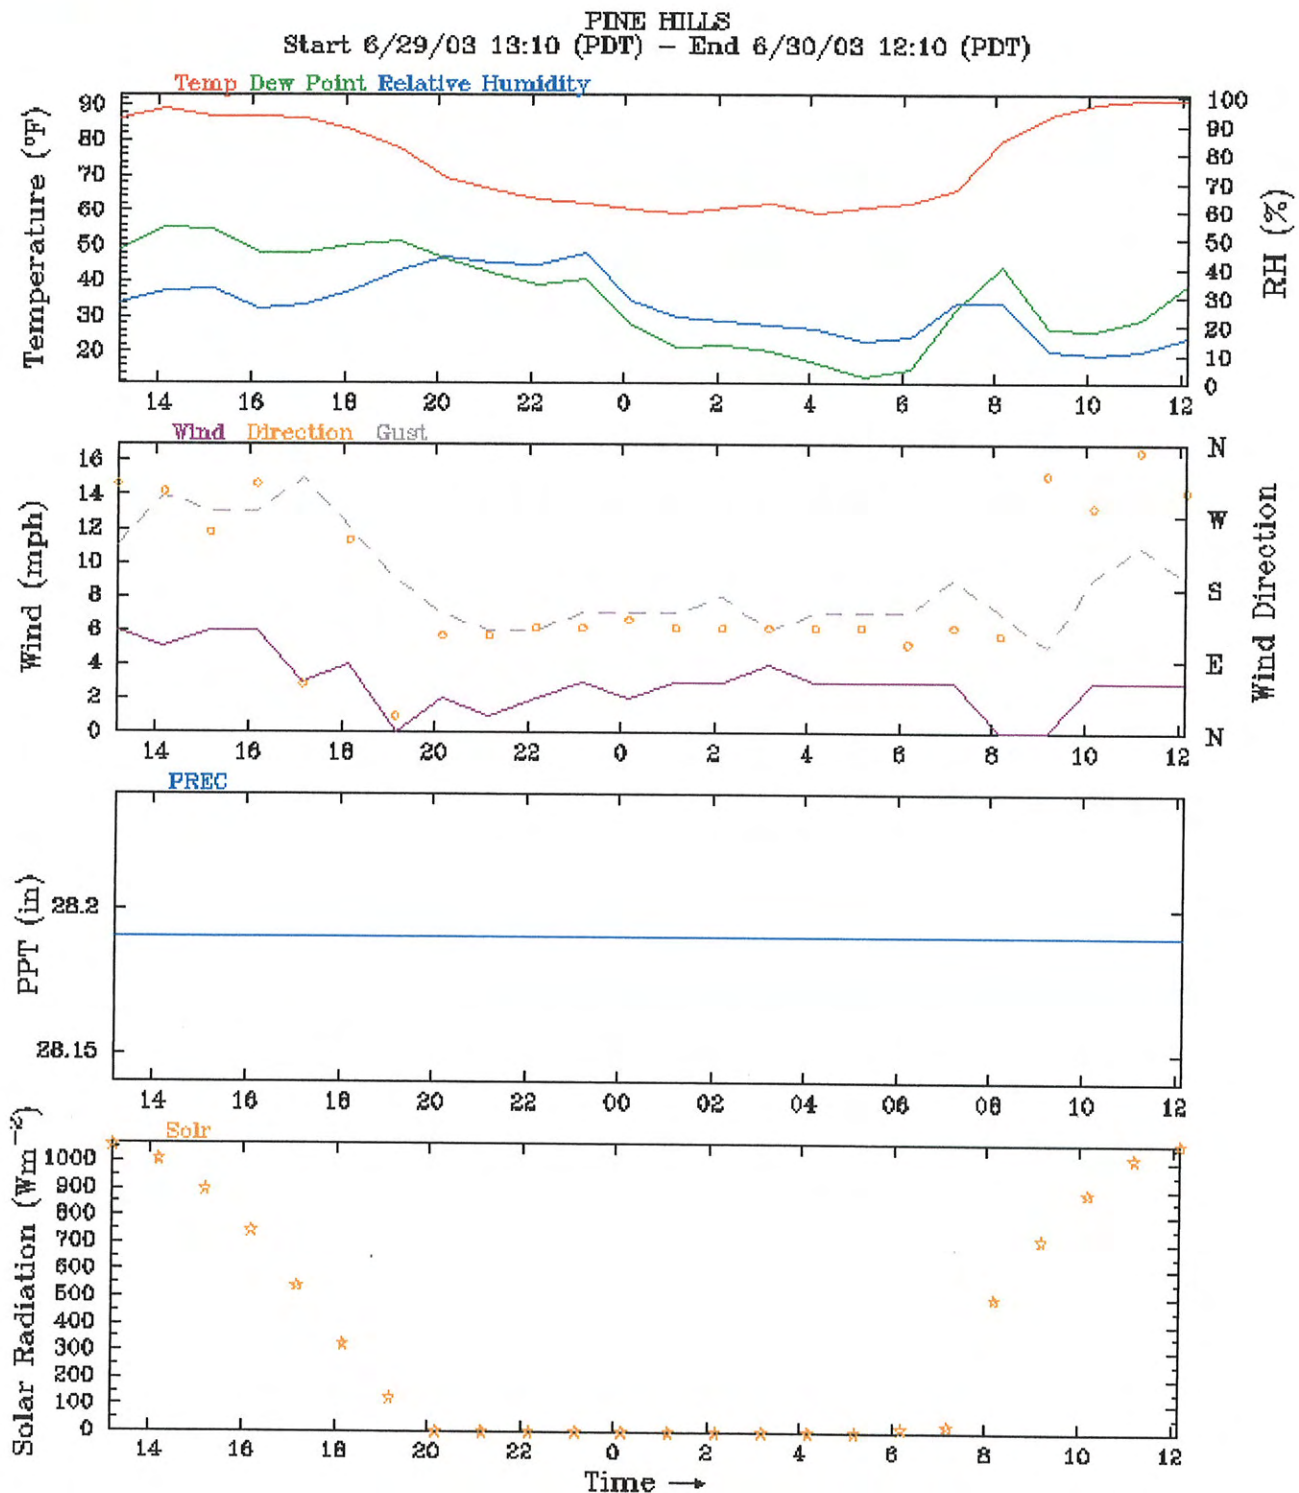 PINE HILLS
Start 6/29/03 13:10 (PDT) – End 6/30/03 12:10 (PDT)
Temp Dew Point Relative Humidity
Temperature (°F)
90
80
70
60
50
40
30
20
100
90
80
70
60
50
40
30
20
10
0
RH (%)
14 16 18 20 22 0 2 4 6 8 10 12
Wind Direction Gust
Wind (mph)
16
14
12
10
8
6
4
2
0
N
W
S
E
N
Wind Direction
14 16 18 20 22 0 2 4 6 8 10 12
PREC
PPT (in)
28.2
28.15
14 16 18 20 22 00 02 04 06 08 10 12
Solr
Solar Radiation (Wm⁻²)
1000
900
800
700
600
500
400
300
200
100
0
14 16 18 20 22 0 2 4 6 8 10 12
Time →